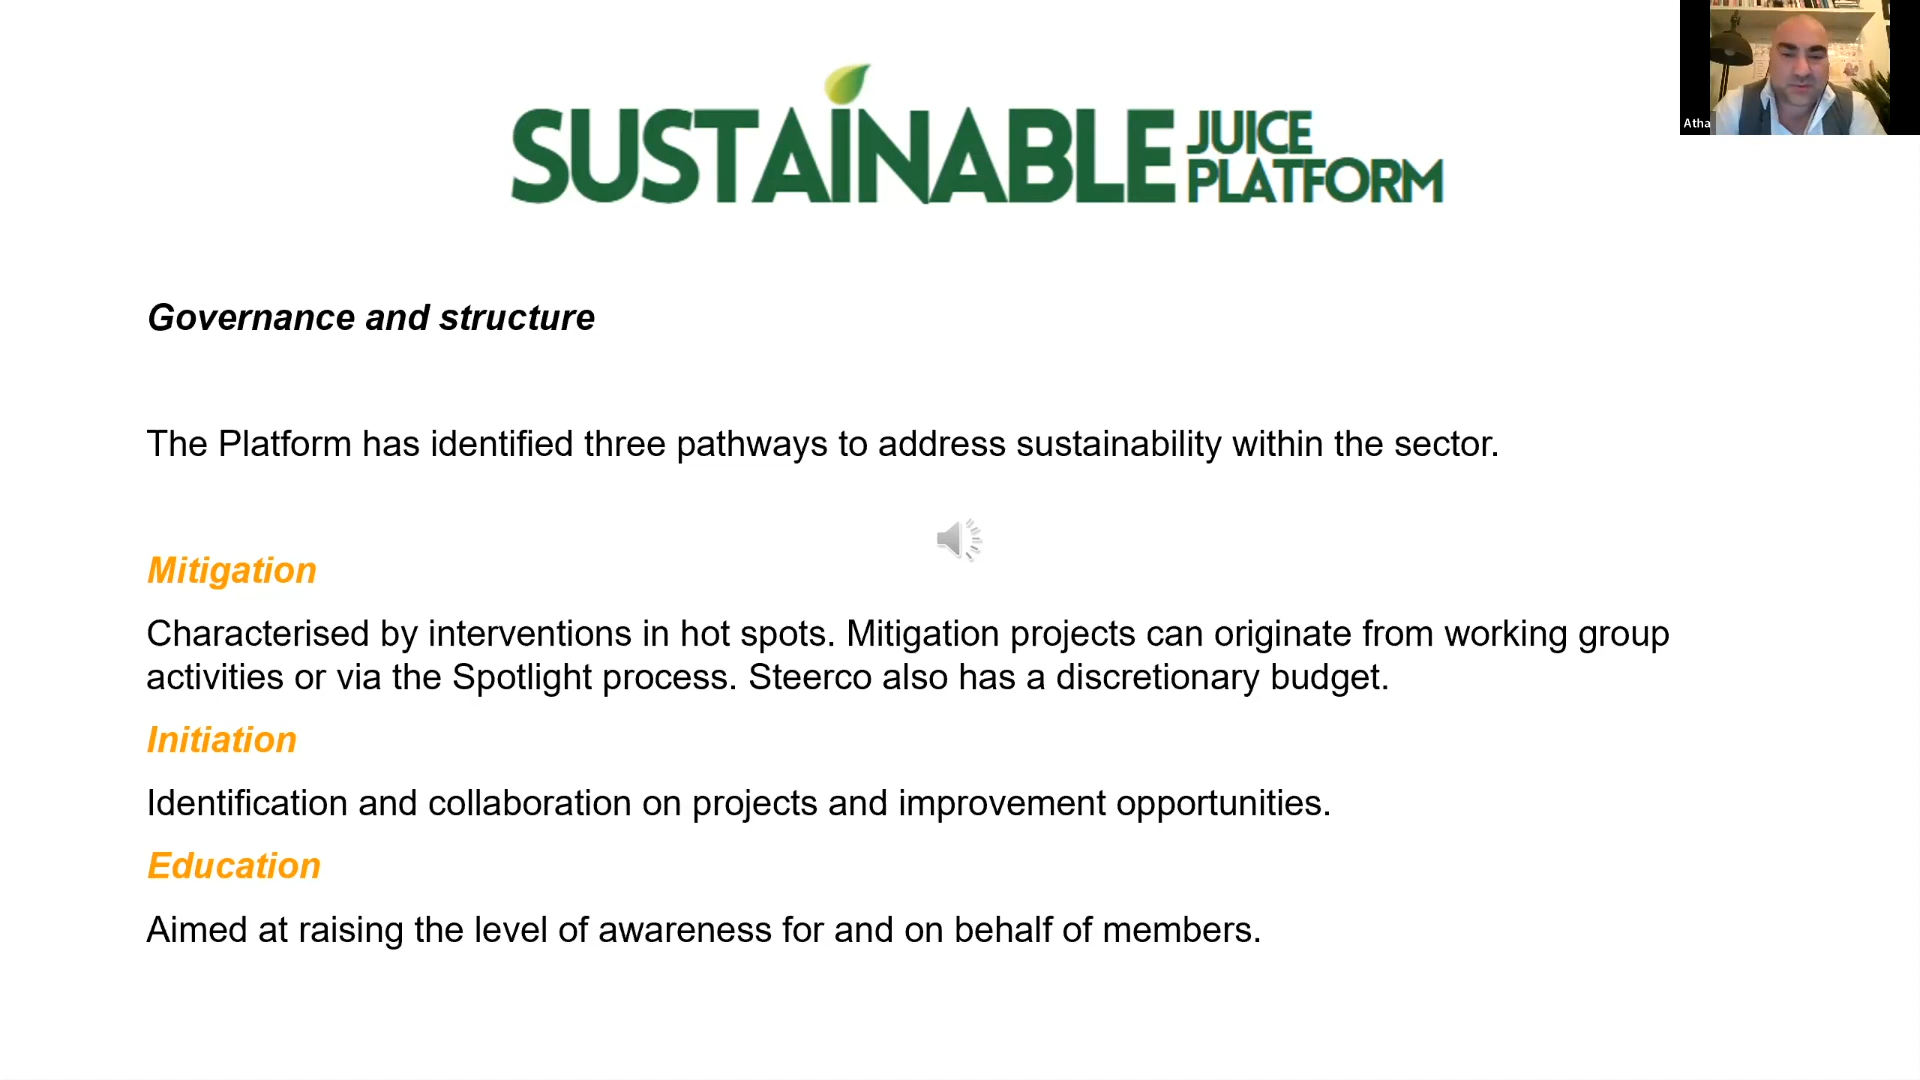 SUSTAINABLE JUICE PLATFORM
Atha
Governance and structure
The Platform has identified three pathways to address sustainability within the sector.
Mitigation
Characterised by interventions in hot spots. Mitigation projects can originate from working group
activities or via the Spotlight process. Steerco also has a discretionary budget.
Initiation
Identification and collaboration on projects and improvement opportunities.
Education
Aimed at raising the level of awareness for and on behalf of members.